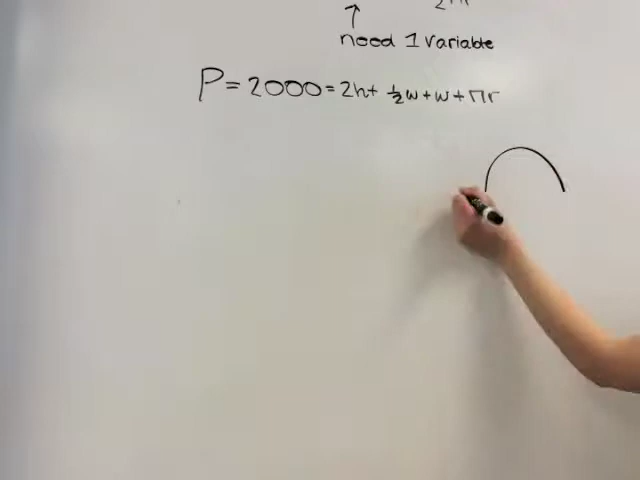 ↑
need 1 variable
P = 2000 = 2h + ½w + w + πr